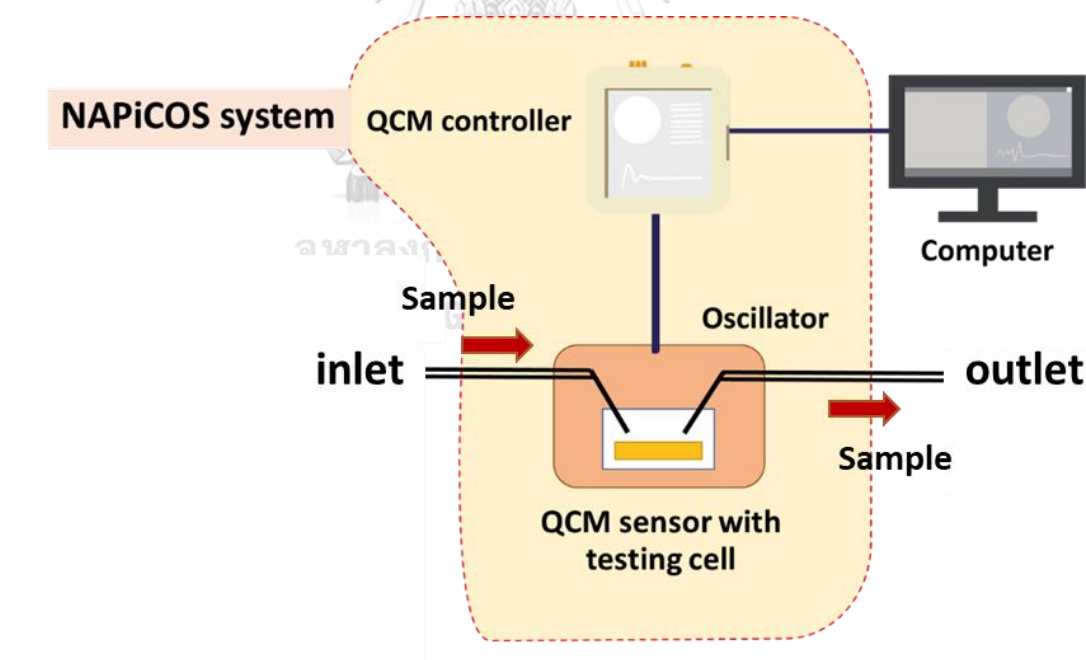 NAPiCOS system
QCM controller
Computer
Sample
Oscillator
inlet
outlet
Sample
QCM sensor with
testing cell